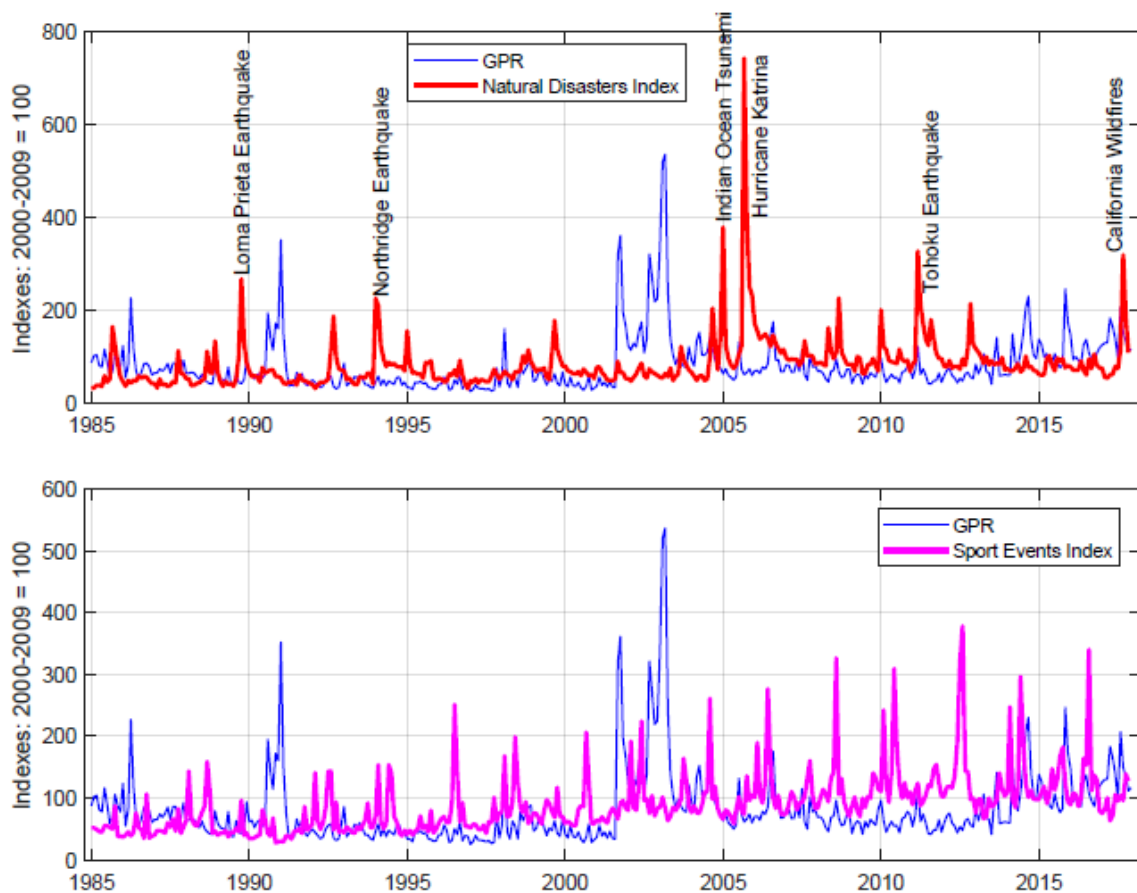 Indexes: 2000-2009 = 100
800
600
400
200
0
GPR
Natural Disasters Index
Loma Prieta Earthquake
Northridge Earthquake
Indian Ocean Tsunami
Hurricane Katrina
Tohoku Earthquake
California Wildfires
1985 1990 1995 2000 2005 2010 2015
Indexes: 2000-2009 = 100
600
500
400
300
200
100
0
GPR
Sport Events Index
1985 1990 1995 2000 2005 2010 2015